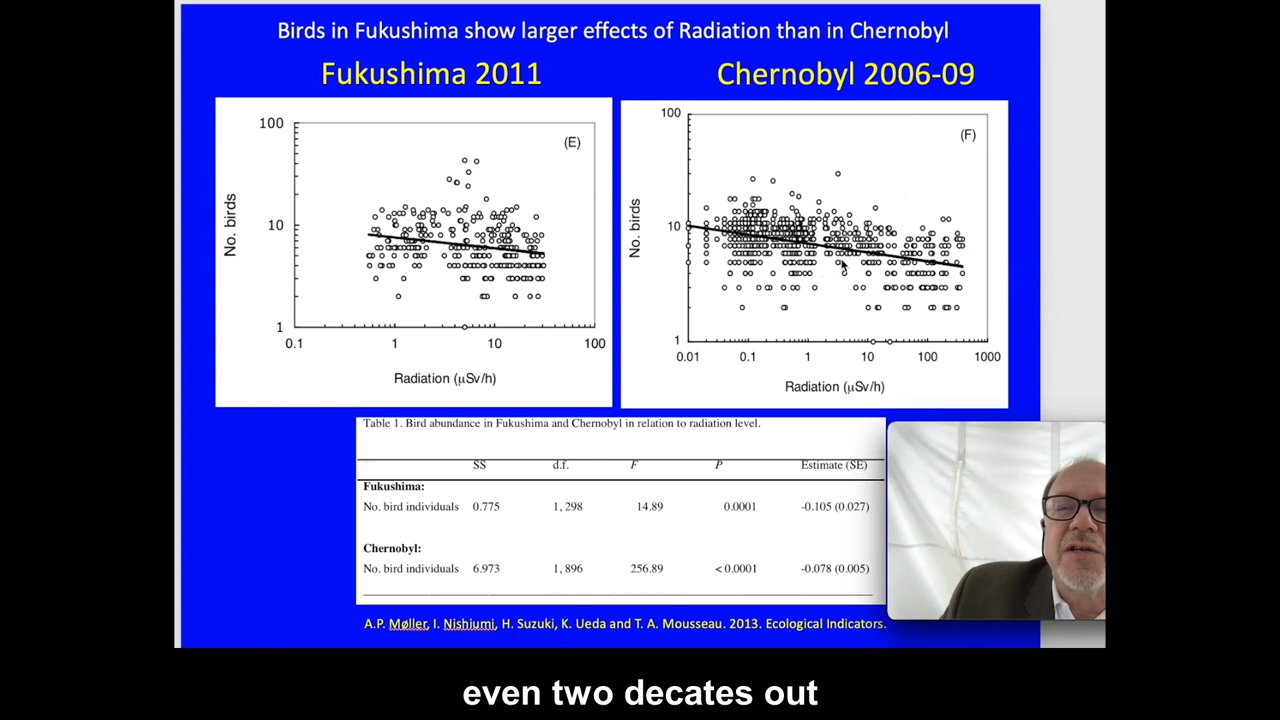 Birds in Fukushima show larger effects of Radiation than in Chernobyl
Fukushima 2011
Chernobyl 2006-09
100
10
1
No. birds
(E)
0.1 1 10 100
Radiation (μSv/h)
100
10
1
No. birds
(F)
0.01 0.1 1 10 100 1000
Radiation (μSv/h)
Table 1. Bird abundance in Fukushima and Chernobyl in relation to radiation level.
SS d.f. F P Estimate (SE)
Fukushima:
No. bird individuals 0.775 1, 298 14.89 0.0001 -0.105 (0.027)
Chernobyl:
No. bird individuals 6.973 1, 896 256.89 < 0.0001 -0.078 (0.005)
A.P. Møller, I. Nishiumi, H. Suzuki, K. Ueda and T. A. Mousseau. 2013. Ecological Indicators.
even two decates out